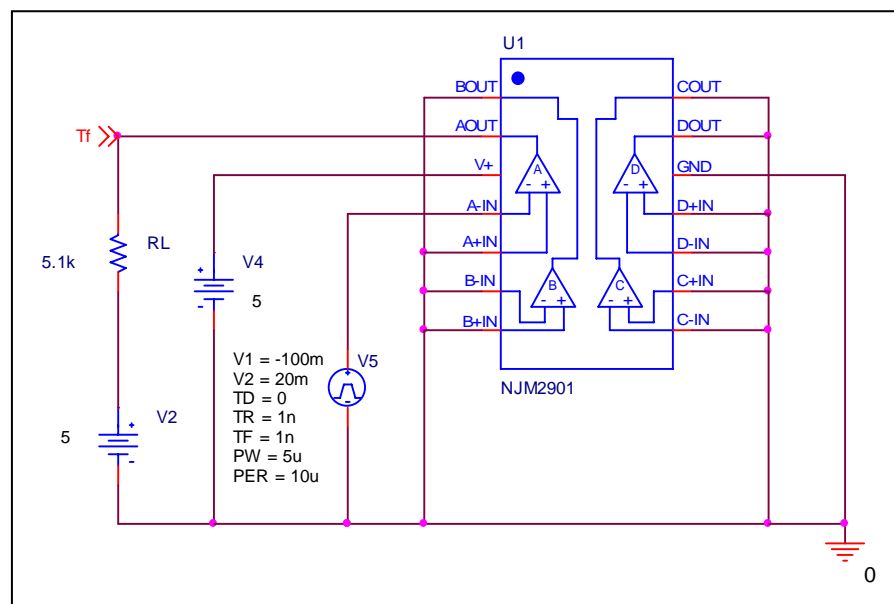 U1
BOUT
COUT
Tf
AOUT
DOUT
V+
GND
A
D
- +
- +
A-IN
D+IN
A+IN
D-IN
RL
5.1k
V4
5
B-IN
C+IN
B
C
- +
- +
B+IN
C-IN
V1 = -100m
V2 = 20m
TD = 0
TR = 1n
TF = 1n
PW = 5u
PER = 10u
V5
+
-
NJM2901
+
-
V2
5
+
-
0